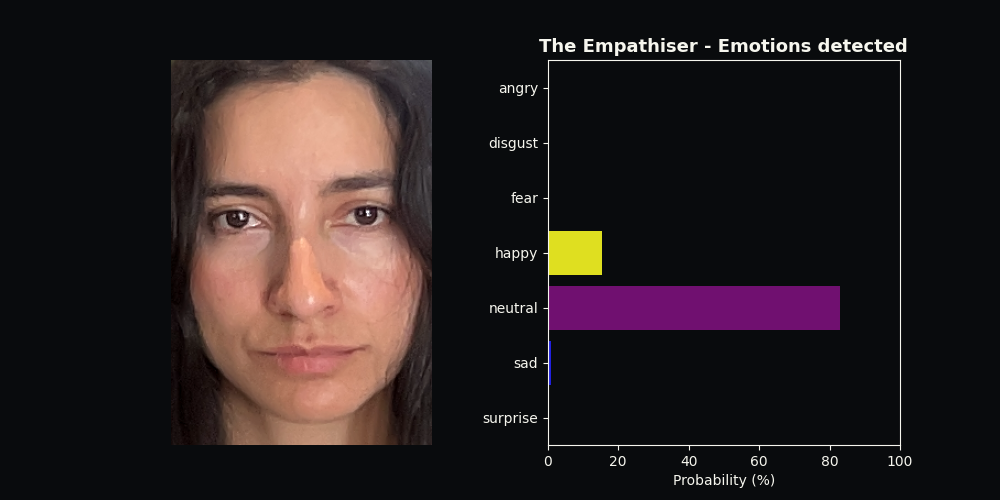 The Empathiser - Emotions detected
angry
disgust
fear
happy
neutral
sad
surprise
0 20 40 60 80 100
Probability (%)